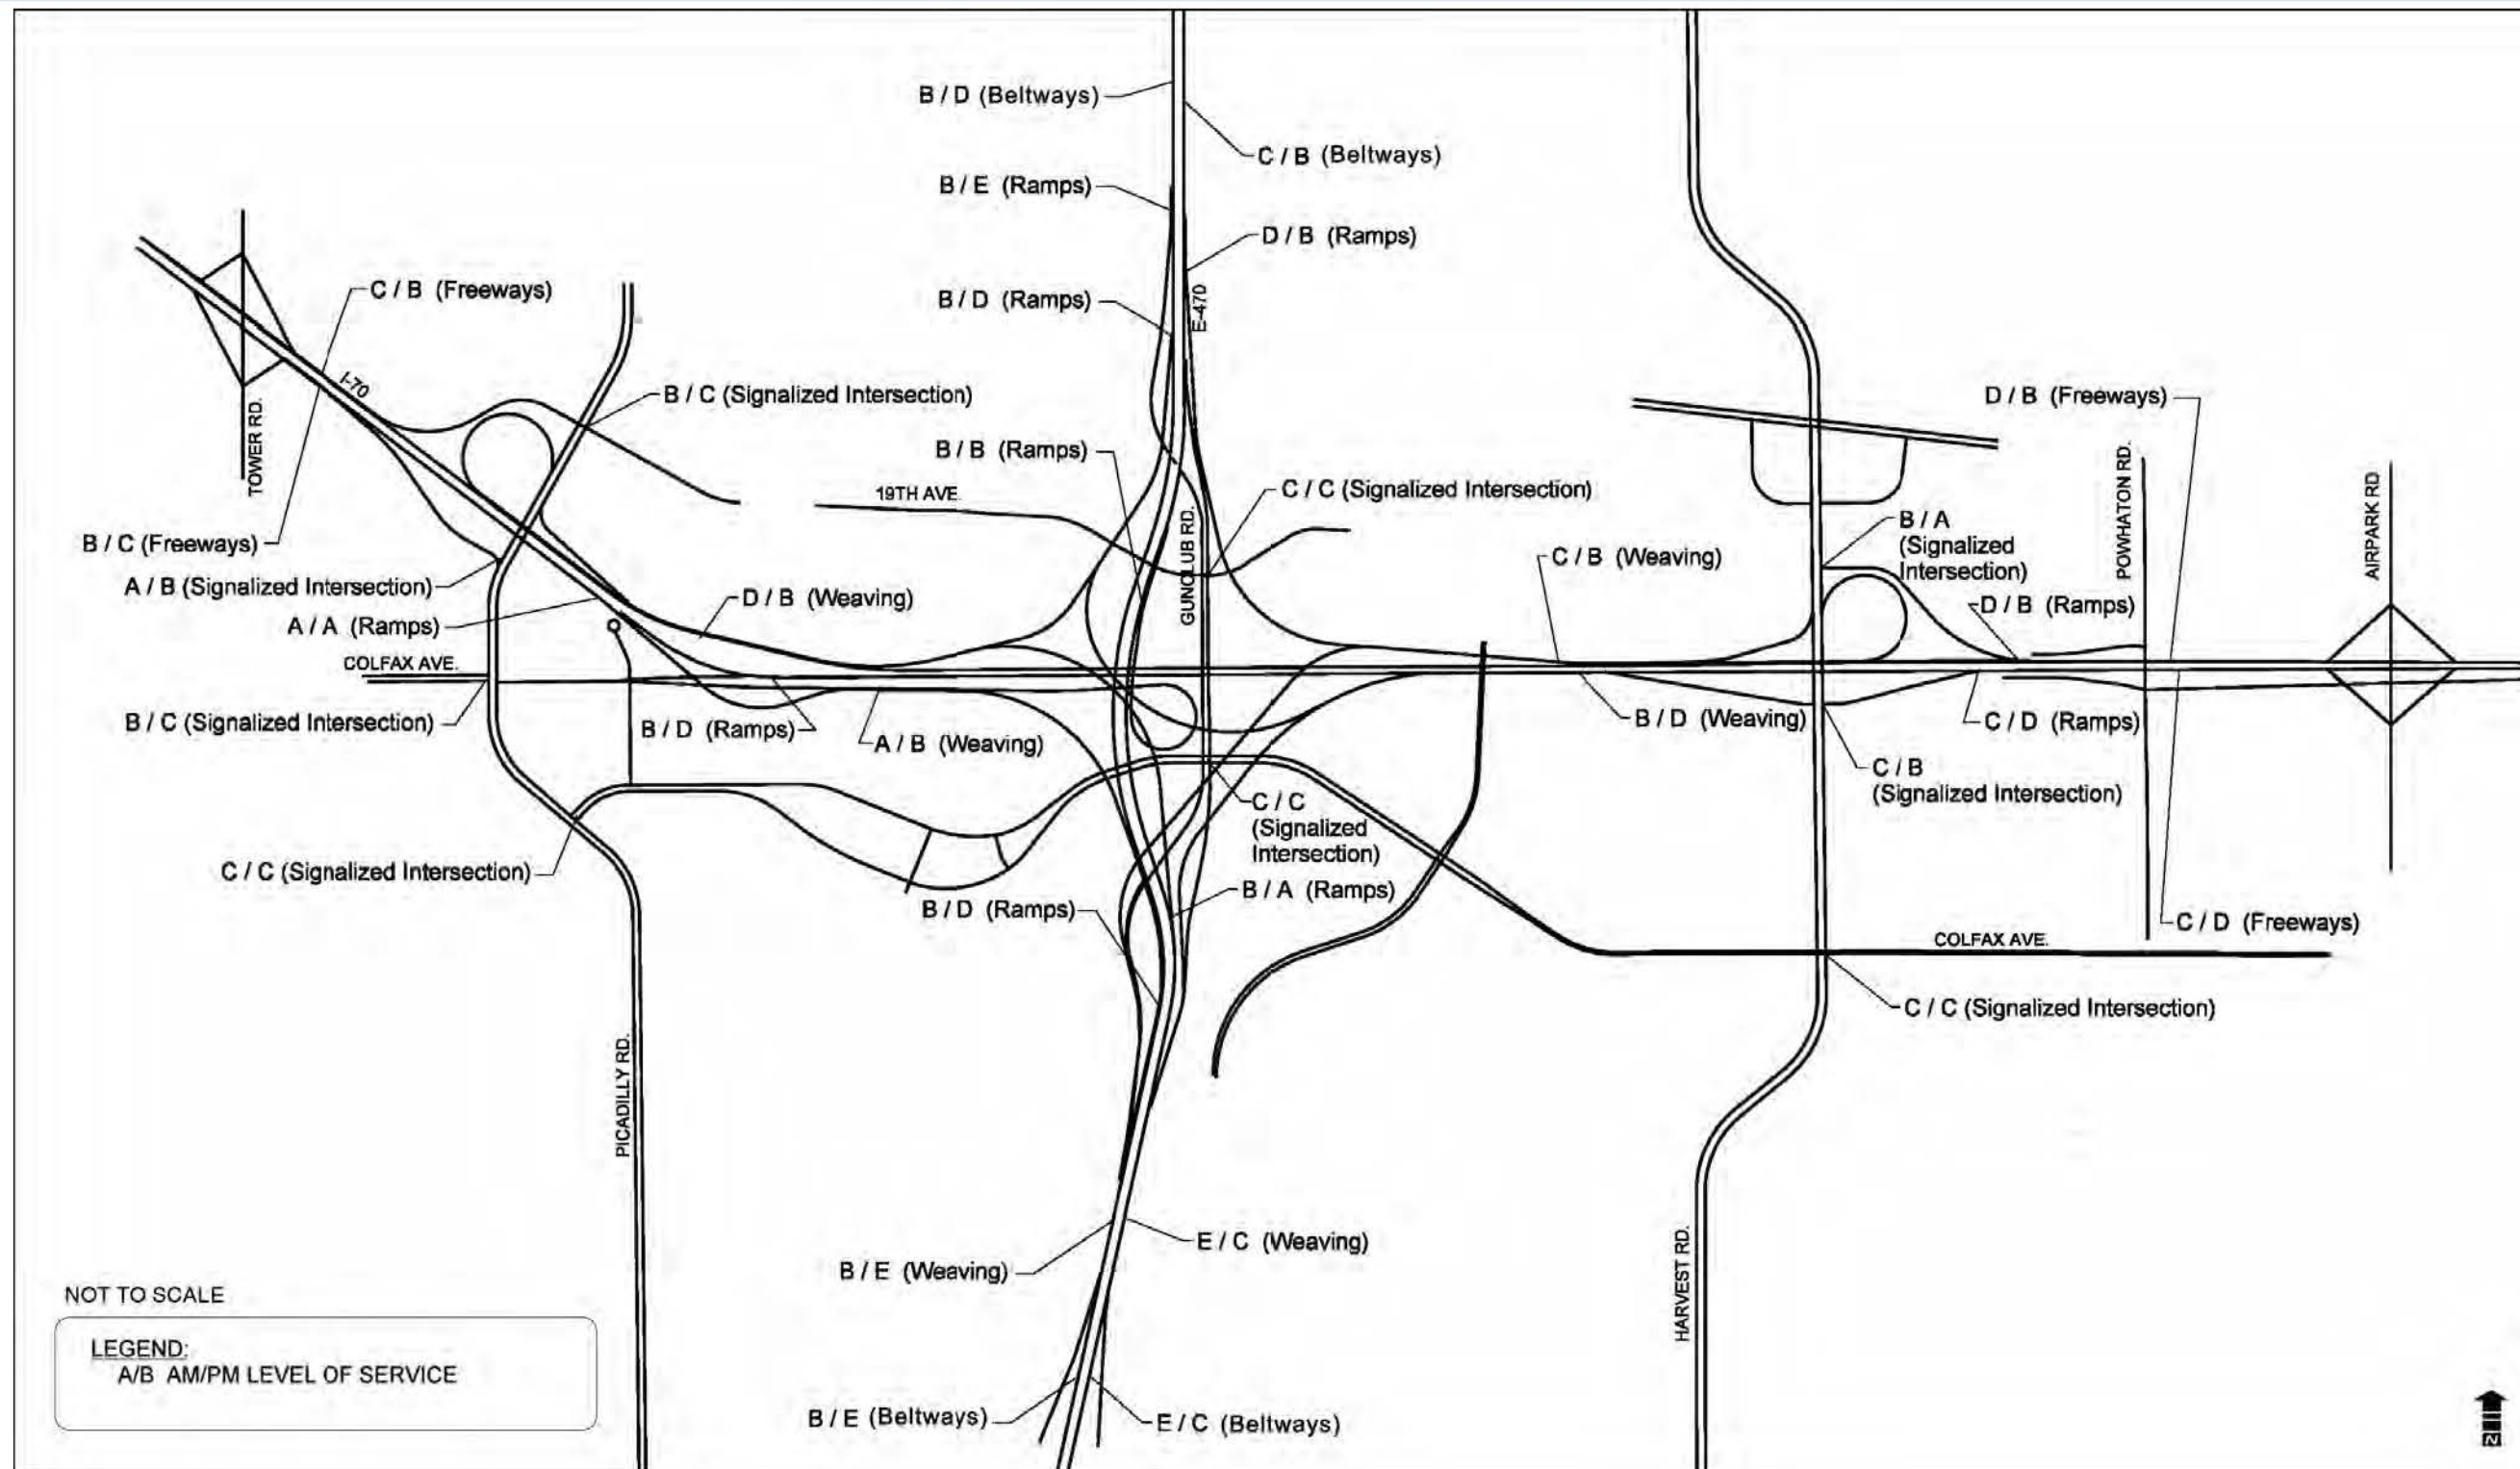 B / D (Beltways)
C / B (Beltways)
B / E (Ramps)
D / B (Ramps)
C / B (Freeways)
B / D (Ramps)
E-470
I-70
B / C (Signalized Intersection)
D / B (Freeways)
TOWER RD.
B / B (Ramps)
19TH AVE.
C / C (Signalized Intersection)
GUNCLUB RD.
POWHATON RD.
AIRPARK RD
B / C (Freeways)
B / A
(Signalized
Intersection)
C / B (Weaving)
A / B (Signalized Intersection)
D / B (Weaving)
D / B (Ramps)
A / A (Ramps)
COLFAX AVE.
B / C (Signalized Intersection)
B / D (Ramps)
A / B (Weaving)
B / D (Weaving)
C / D (Ramps)
C / B
(Signalized Intersection)
C / C
(Signalized
Intersection)
C / C (Signalized Intersection)
B / A (Ramps)
B / D (Ramps)
C / D (Freeways)
COLFAX AVE.
C / C (Signalized Intersection)
PICADILLY RD.
E / C (Weaving)
B / E (Weaving)
HARVEST RD.
NOT TO SCALE
LEGEND:
A/B AM/PM LEVEL OF SERVICE
B / E (Beltways)
E / C (Beltways)
N